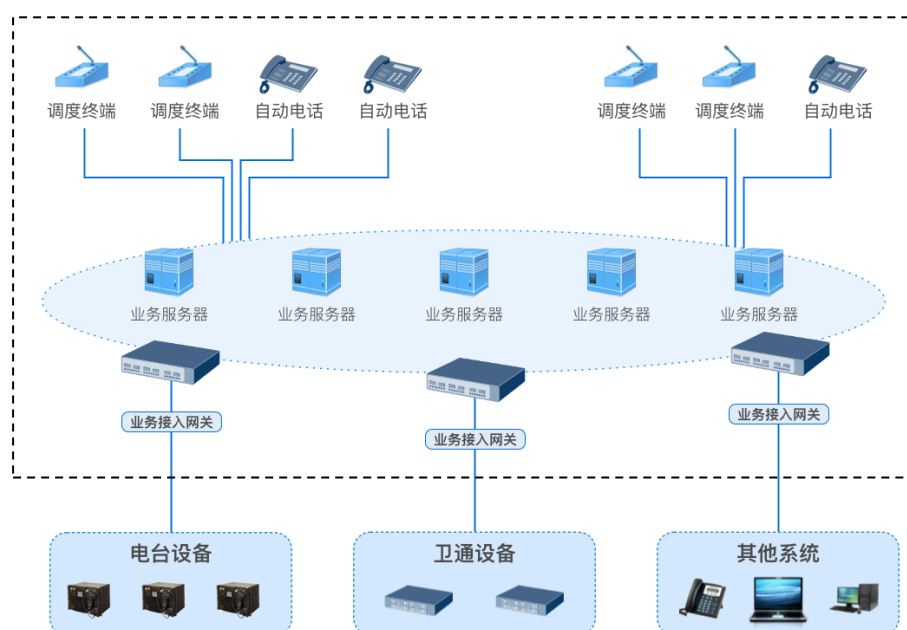 调度终端
调度终端
自动电话
自动电话
调度终端
调度终端
自动电话
业务服务器
业务服务器
业务服务器
业务服务器
业务服务器
业务接入网关
业务接入网关
业务接入网关
电台设备
卫通设备
其他系统